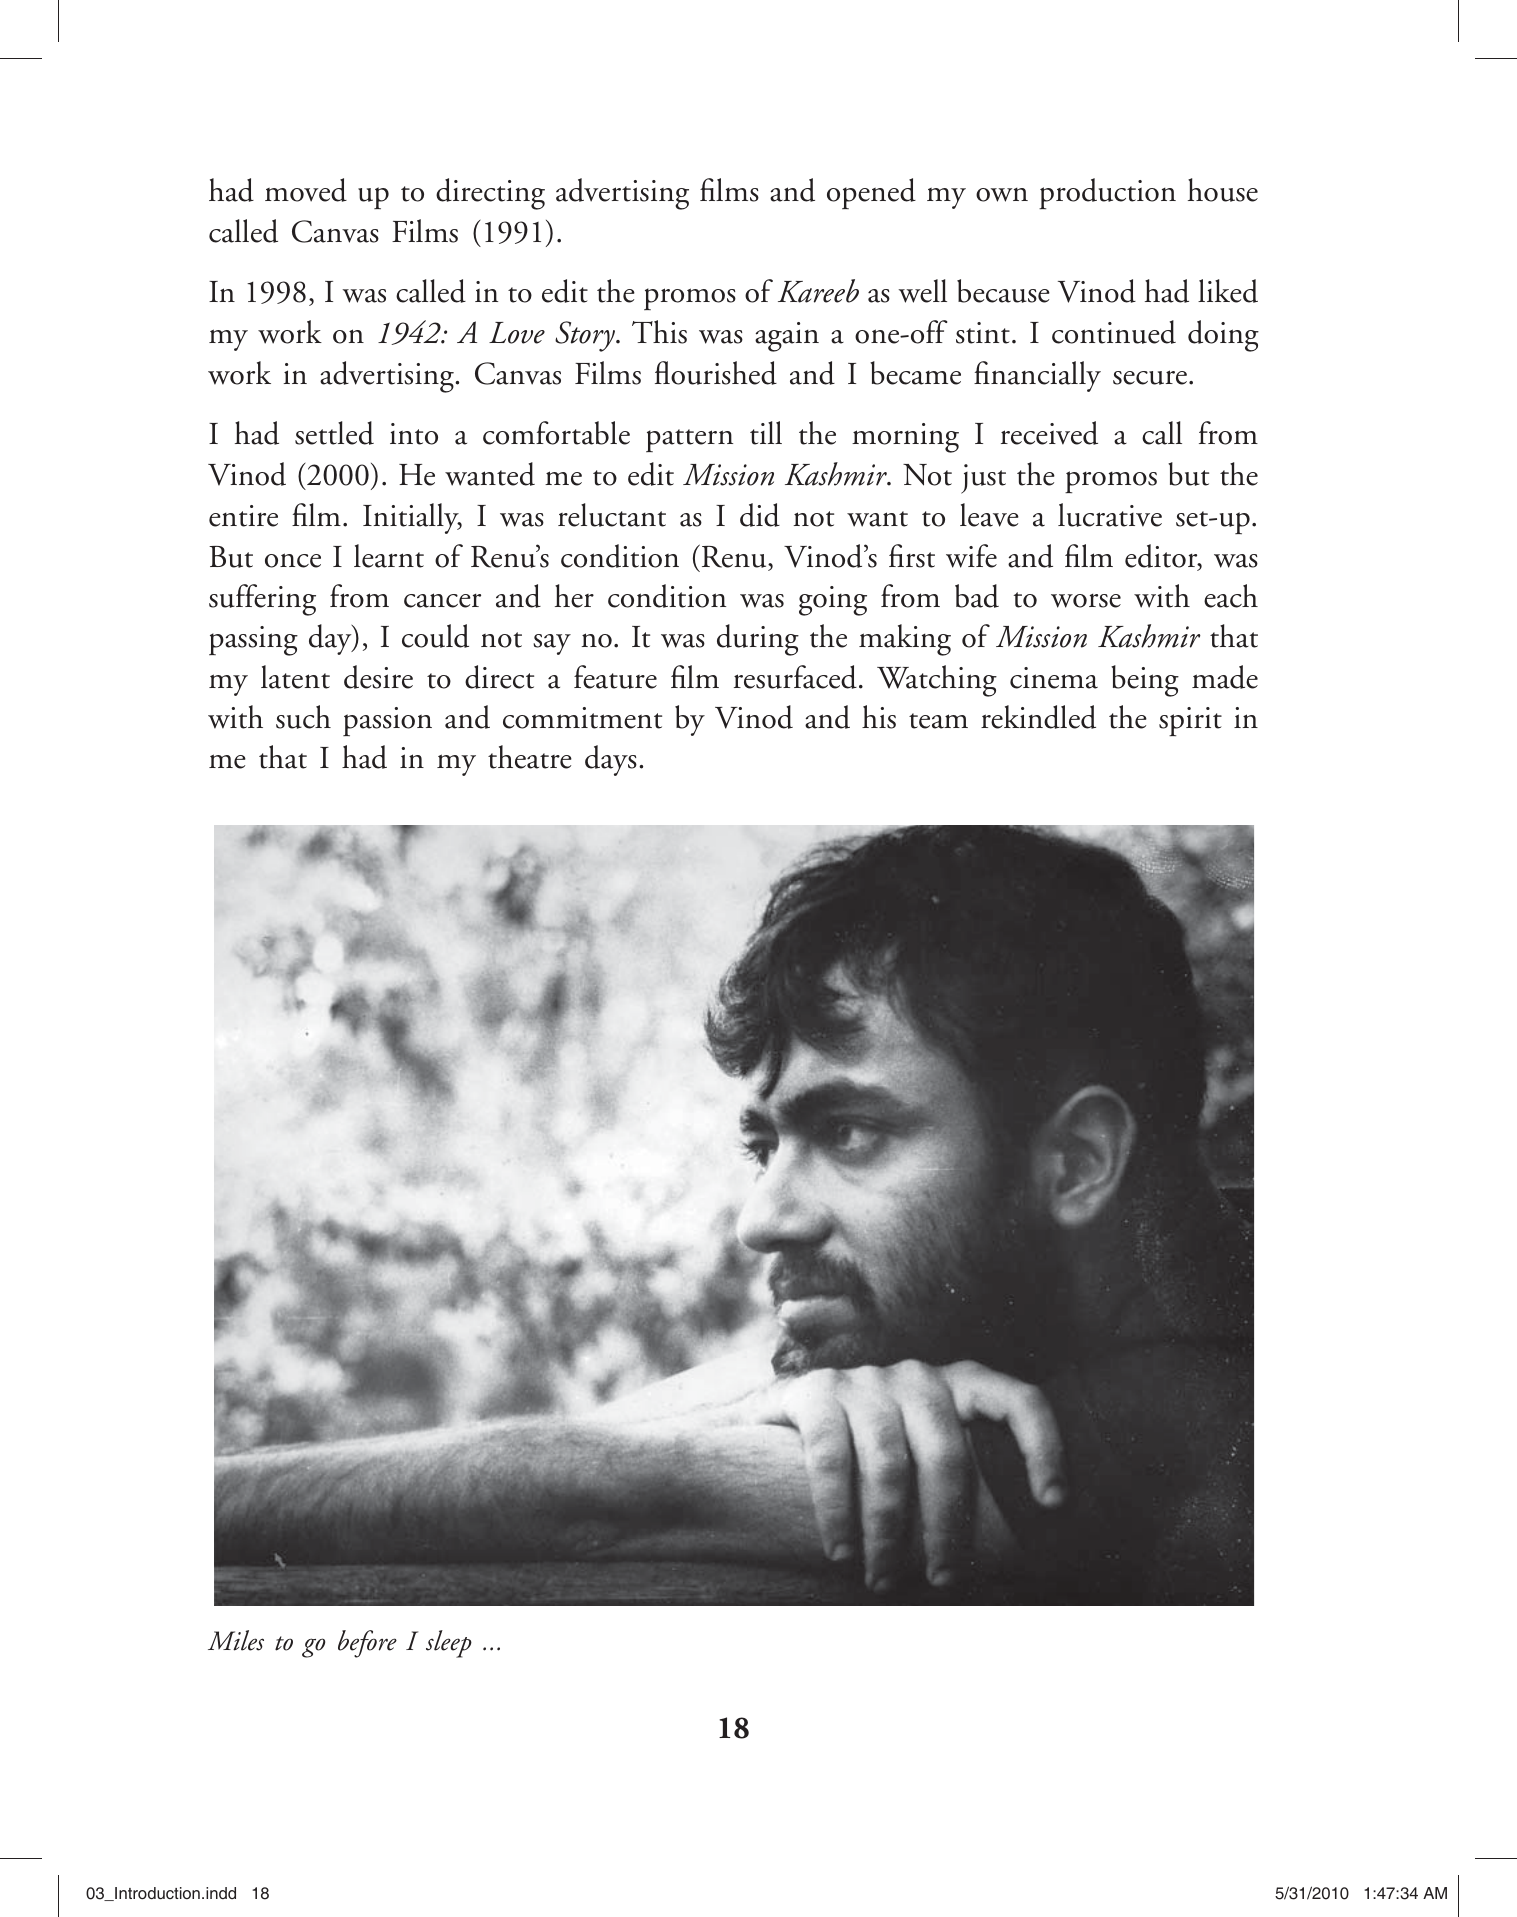 had moved up to directing advertising films and opened my own production house
called Canvas Films (1991).
In 1998, I was called in to edit the promos of Kareeb as well because Vinod had liked
my work on 1942: A Love Story. This was again a one-off stint. I continued doing
work in advertising. Canvas Films flourished and I became financially secure.
I had settled into a comfortable pattern till the morning I received a call from
Vinod (2000). He wanted me to edit Mission Kashmir. Not just the promos but the
entire film. Initially, I was reluctant as I did not want to leave a lucrative set-up.
But once I learnt of Renu’s condition (Renu, Vinod’s first wife and film editor, was
suffering from cancer and her condition was going from bad to worse with each
passing day), I could not say no. It was during the making of Mission Kashmir that
my latent desire to direct a feature film resurfaced. Watching cinema being made
with such passion and commitment by Vinod and his team rekindled the spirit in
me that I had in my theatre days.
Miles to go before I sleep ...
18
03_Introduction.indd 18
5/31/2010 1:47:34 AM